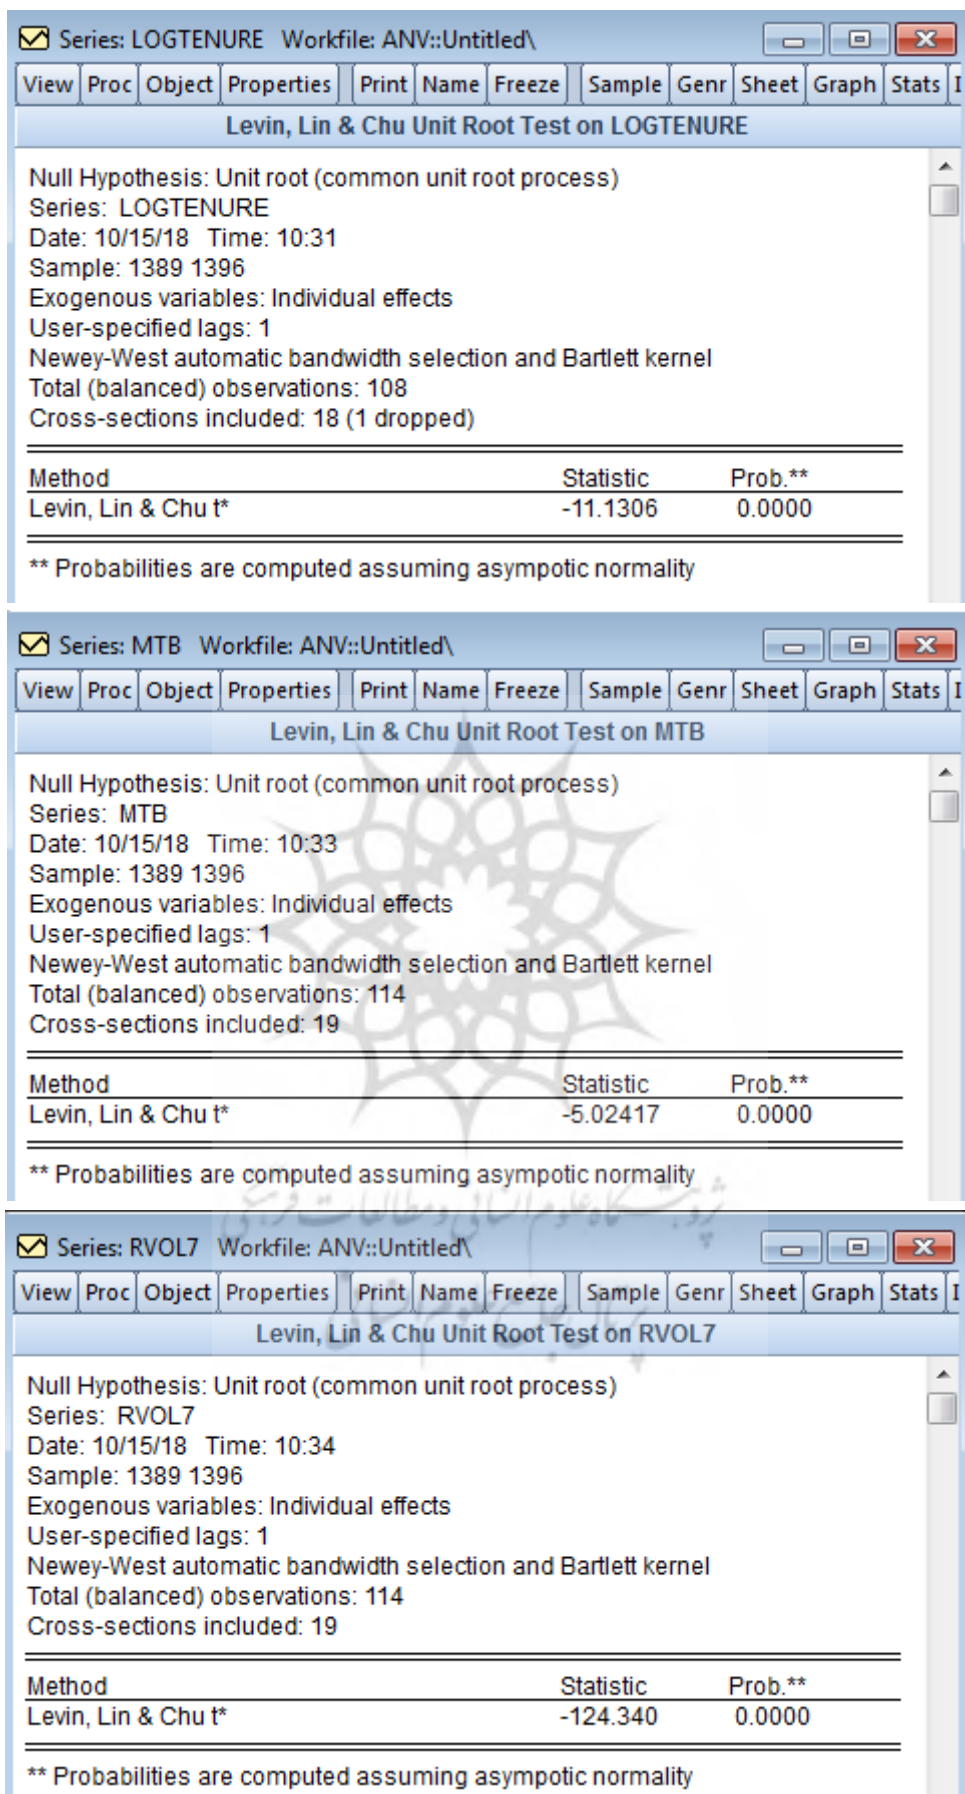 Series: LOGTENURE Workfile: ANV::Untitled\
View Proc Object Properties Print Name Freeze Sample Genr Sheet Graph Stats I
Levin, Lin & Chu Unit Root Test on LOGTENURE
Null Hypothesis: Unit root (common unit root process)
Series: LOGTENURE
Date: 10/15/18 Time: 10:31
Sample: 1389 1396
Exogenous variables: Individual effects
User-specified lags: 1
Newey-West automatic bandwidth selection and Bartlett kernel
Total (balanced) observations: 108
Cross-sections included: 18 (1 dropped)
Method Statistic Prob.**
Levin, Lin & Chu t* -11.1306 0.0000
** Probabilities are computed assuming asympotic normality
Series: MTB Workfile: ANV::Untitled\
View Proc Object Properties Print Name Freeze Sample Genr Sheet Graph Stats I
Levin, Lin & Chu Unit Root Test on MTB
Null Hypothesis: Unit root (common unit root process)
Series: MTB
Date: 10/15/18 Time: 10:33
Sample: 1389 1396
Exogenous variables: Individual effects
User-specified lags: 1
Newey-West automatic bandwidth selection and Bartlett kernel
Total (balanced) observations: 114
Cross-sections included: 19
Method Statistic Prob.**
Levin, Lin & Chu t* -5.02417 0.0000
** Probabilities are computed assuming asympotic normality
پژوهشگاه علوم انسانی و مطالعات فرهنگی
Series: RVOL7 Workfile: ANV::Untitled\
View Proc Object Properties Print Name Freeze Sample Genr Sheet Graph Stats I
پرتال جامع علوم انسانی
Levin, Lin & Chu Unit Root Test on RVOL7
Null Hypothesis: Unit root (common unit root process)
Series: RVOL7
Date: 10/15/18 Time: 10:34
Sample: 1389 1396
Exogenous variables: Individual effects
User-specified lags: 1
Newey-West automatic bandwidth selection and Bartlett kernel
Total (balanced) observations: 114
Cross-sections included: 19
Method Statistic Prob.**
Levin, Lin & Chu t* -124.340 0.0000
** Probabilities are computed assuming asympotic normality